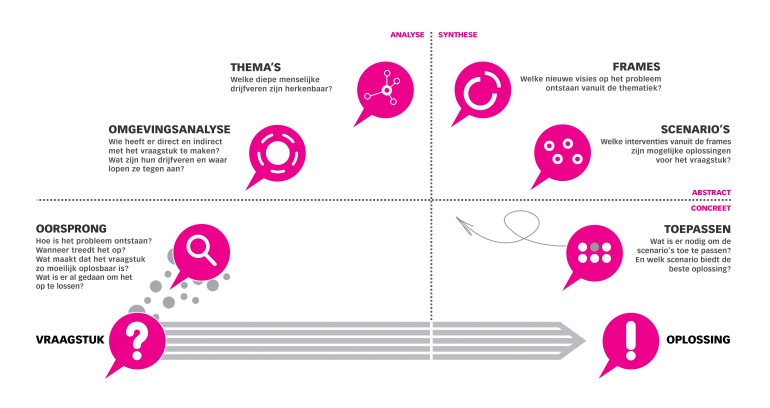 ANALYSE
SYNTHESE
THEMA'S
Welke diepe menselijke
drijfveren zijn herkenbaar?
FRAMES
Welke nieuwe visies op het probleem
ontstaan vanuit de thematiek?
OMGEVINGSANALYSE
Wie heeft er direct en indirect
met het vraagstuk te maken?
Wat zijn hun drijfveren en waar
lopen ze tegen aan?
SCENARIO'S
Welke interventies vanuit de frames
zijn mogelijke oplossingen
voor het vraagstuk?
ABSTRACT
CONCREET
OORSPRONG
Hoe is het probleem ontstaan?
Wanneer treedt het op?
Wat maakt dat het vraagstuk
zo moeilijk oplosbaar is?
Wat is er al gedaan om het
op te lossen?
TOEPASSEN
Wat is er nodig om de
scenario's toe te passen?
En welk scenario biedt de
beste oplossing?
VRAAGSTUK
?
!
OPLOSSING